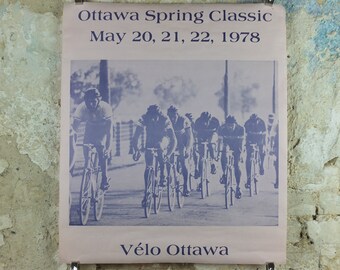 Ottawa Spring Classic
May 20, 21, 22, 1978
Vélo Ottawa